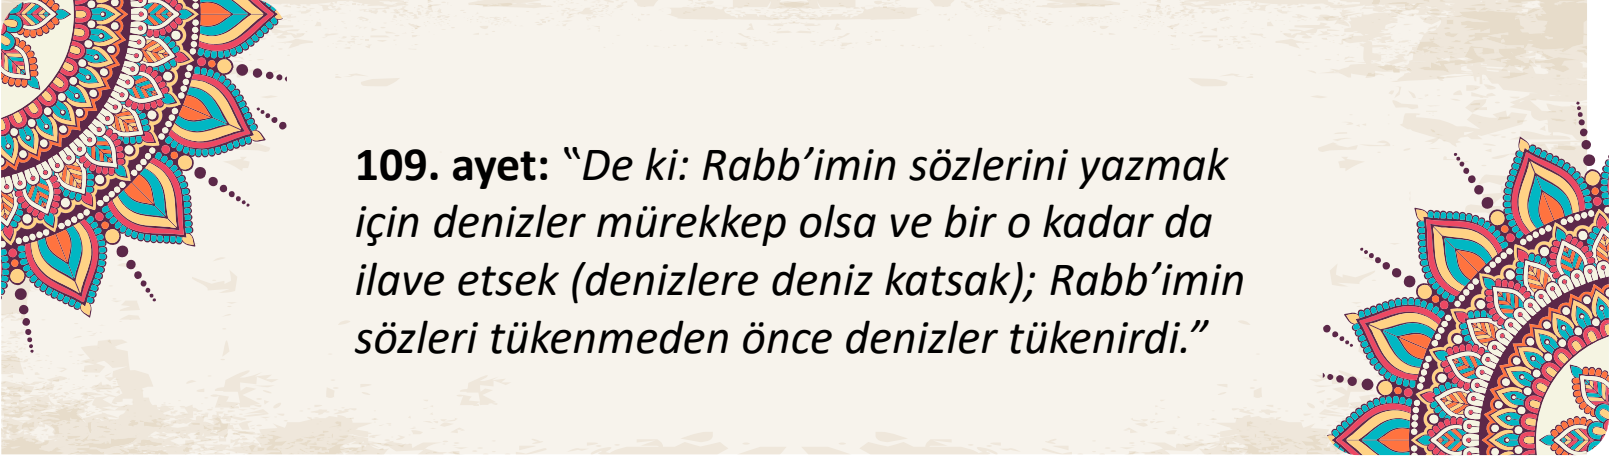 109. ayet: “De ki: Rabb’imin sözlerini yazmak
için denizler mürekkep olsa ve bir o kadar da
ilave etsek (denizlere deniz katsak); Rabb’imin
sözleri tükenmeden önce denizler tükenirdi.”